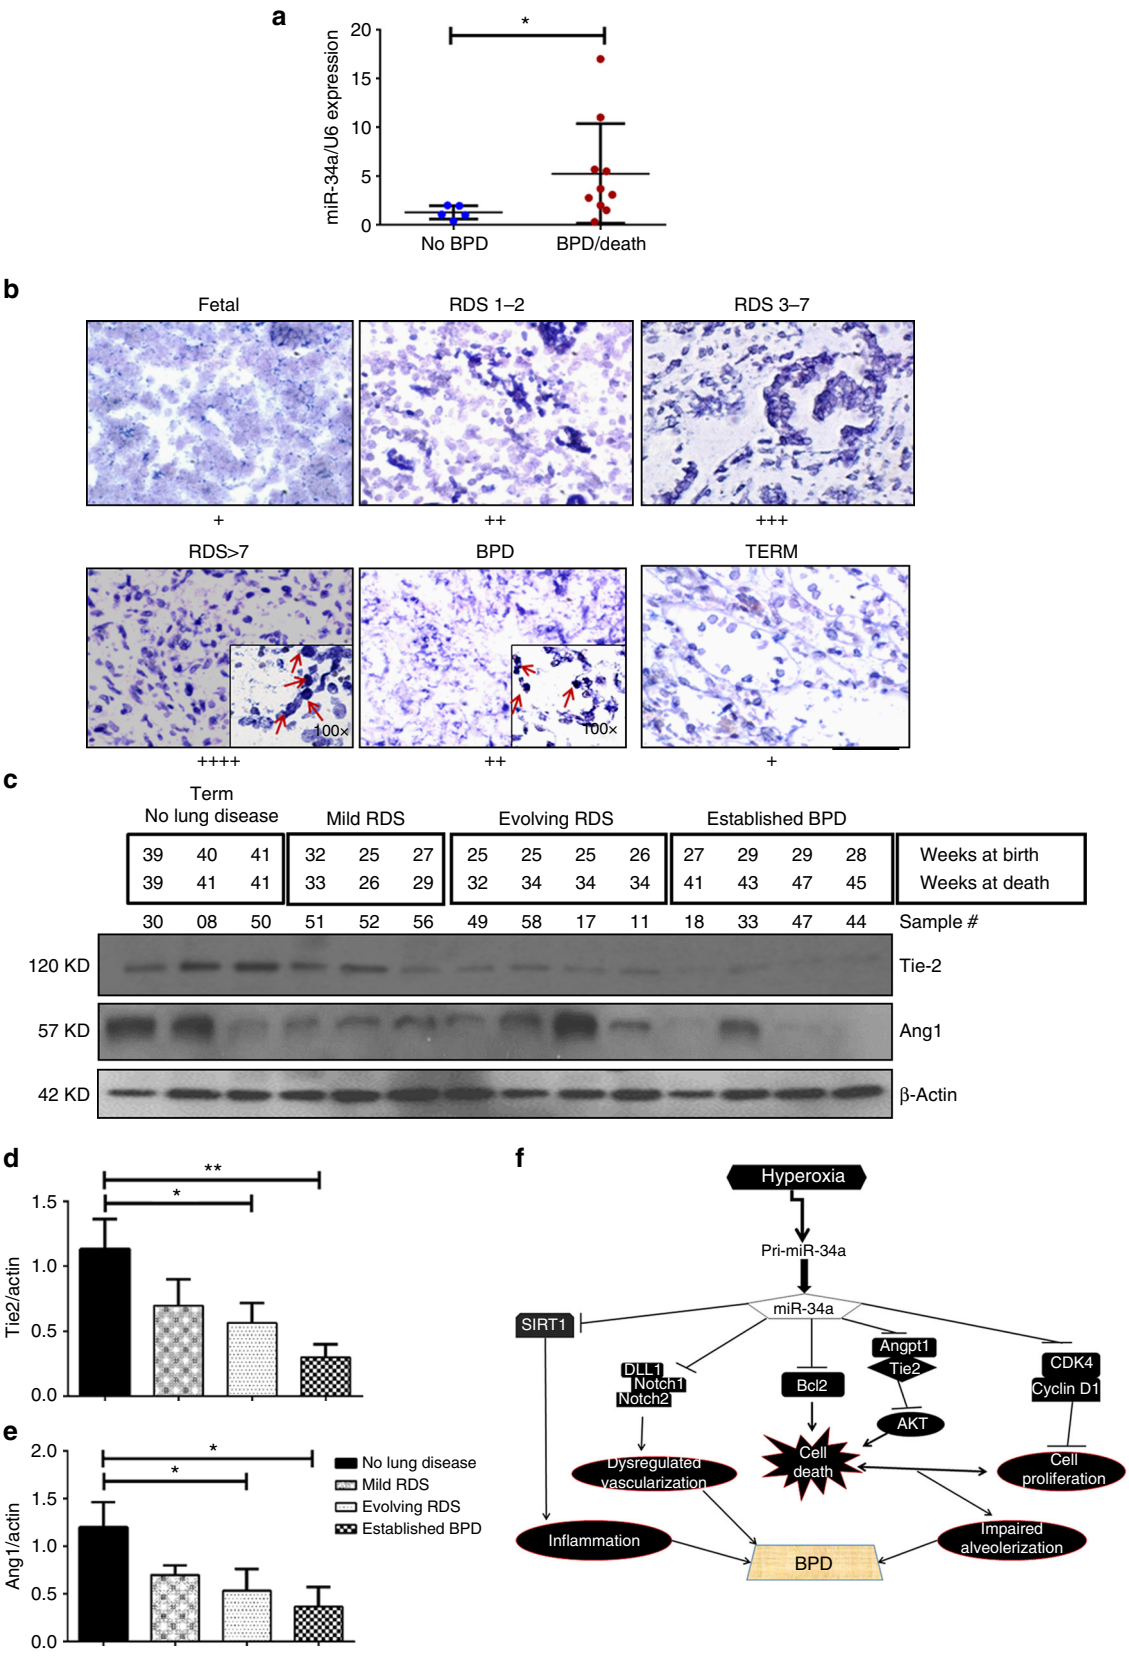 a
*
20
15
10
5
0
miR-34a/U6 expression
No BPD
BPD/death
b
Fetal
RDS 1–2
RDS 3–7
+
++
+++
RDS>7
BPD
TERM
100×
100×
++++
++
+
c
Term
No lung disease
Mild RDS
Evolving RDS
Established BPD
39 40 41 32 25 27 25 25 25 26 27 29 29 28 Weeks at birth
39 41 41 33 26 29 32 34 34 34 41 43 47 45 Weeks at death
30 08 50 51 52 56 49 58 17 11 18 33 47 44 Sample #
120 KD
Tie-2
57 KD
Ang1
42 KD
β-Actin
d
**
*
1.5
1.0
0.5
0.0
Tie2/actin
e
*
*
2.0
1.5
1.0
0.5
0.0
Ang1/actin
No lung disease
Mild RDS
Evolving RDS
Established BPD
f
Hyperoxia
Pri-miR-34a
miR-34a
SIRT1
DLL1
Notch1
Notch2
Bcl2
Angpt1
Tie2
AKT
CDK4
Cyclin D1
Dysregulated
vascularization
Cell
death
Cell
proliferation
Inflammation
Impaired
alveolerization
BPD